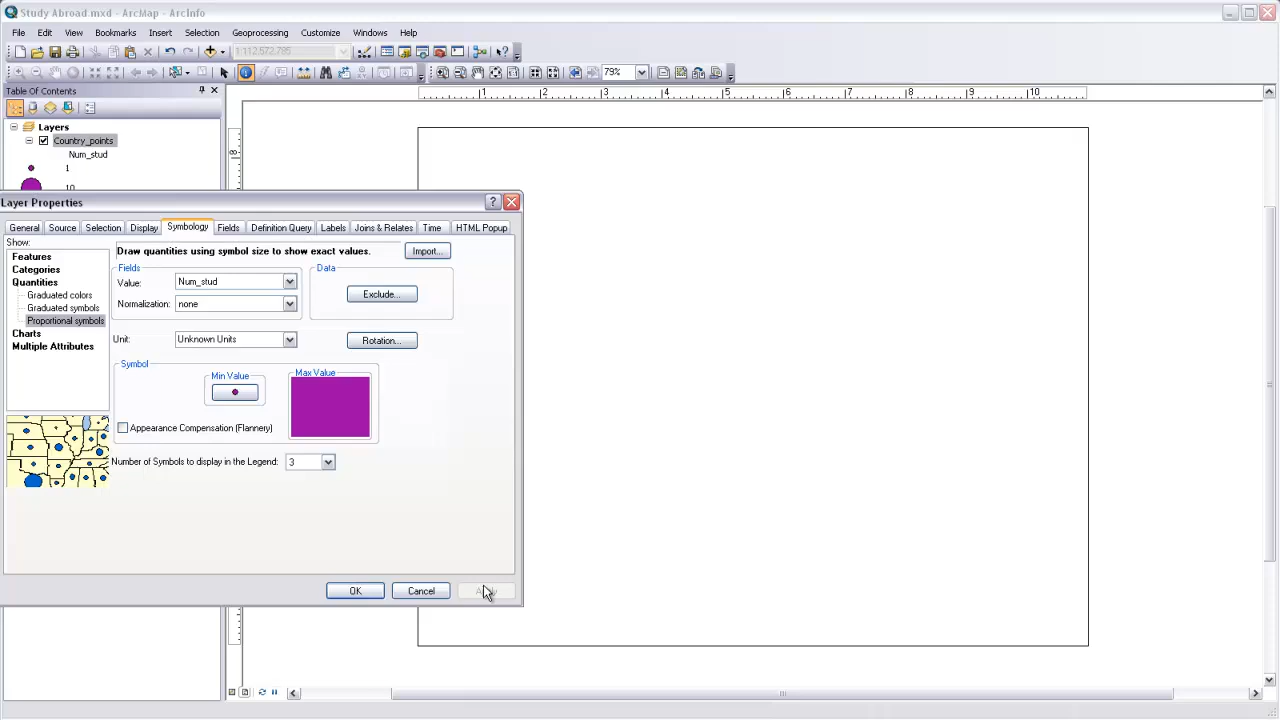 Study Abroad.mxd - ArcMap - ArcInfo
File Edit View Bookmarks Insert Selection Geoprocessing Customize Windows Help
1:112,572,785
79%
Table Of Contents
1 2 3 4 5 6 7 8 9 10
Layers
Country_points
Num_stud
8
1
10
Layer Properties
General Source Selection Display Symbology Fields Definition Query Labels Joins & Relates Time HTML Popup
Show:
Features
Categories
Quantities
Graduated colors
Graduated symbols
Proportional symbols
Charts
Multiple Attributes
Draw quantities using symbol size to show exact values.
Import...
Fields
Value: Num_stud
Normalization: none
Data
Exclude...
Unit: Unknown Units
Rotation...
Symbol
Min Value
Max Value
Appearance Compensation (Flannery)
Number of Symbols to display in the Legend: 3
OK Cancel